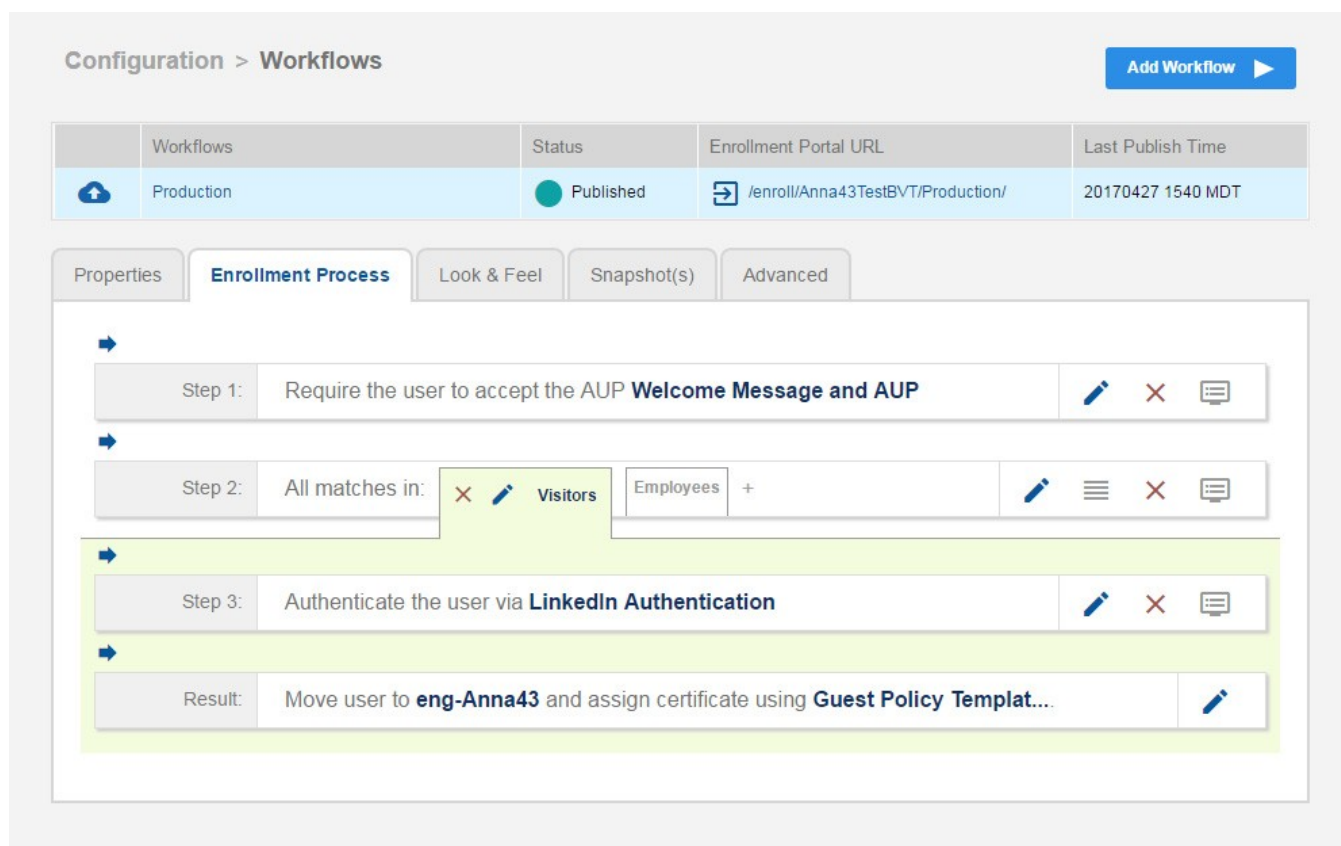 Configuration > Workflows
Add Workflow
Workflows Status Enrollment Portal URL Last Publish Time
Production Published /enroll/Anna43TestBVT/Production/ 20170427 1540 MDT
Properties Enrollment Process Look & Feel Snapshot(s) Advanced
Step 1: Require the user to accept the AUP Welcome Message and AUP
Step 2: All matches in: Visitors Employees +
Step 3: Authenticate the user via LinkedIn Authentication
Result: Move user to eng-Anna43 and assign certificate using Guest Policy Templat....